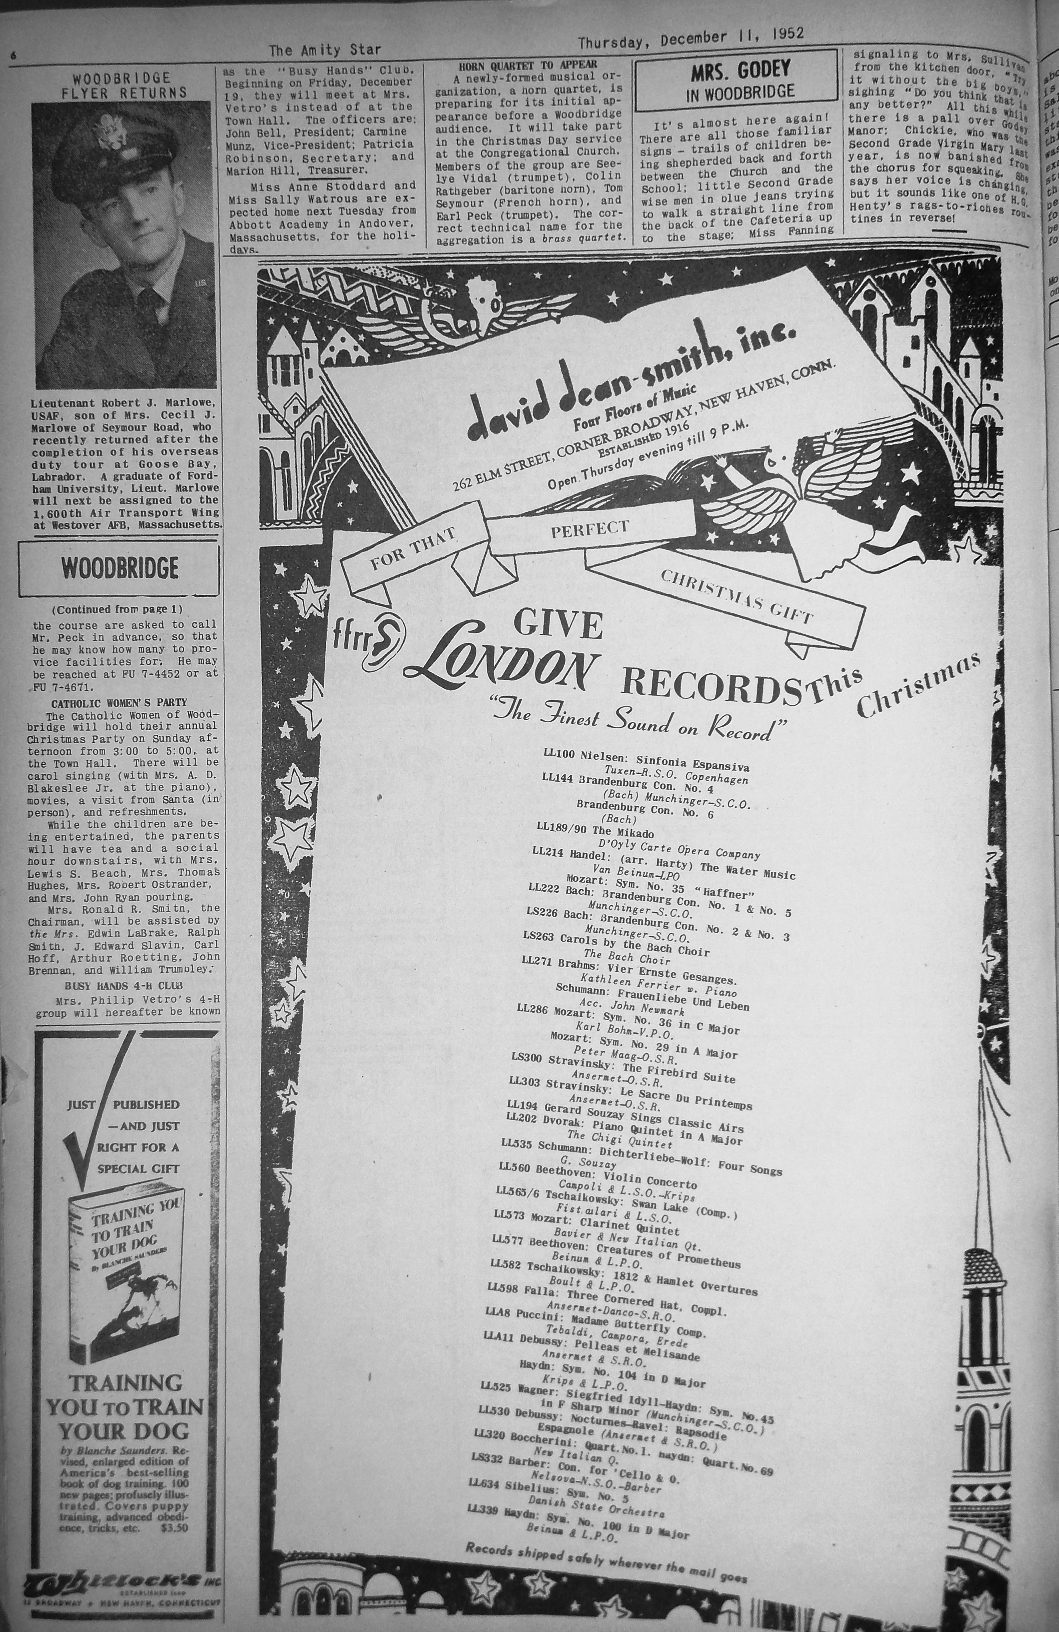 6
The Amity Star
Thursday, December 11, 1952
WOODBRIDGE
FLYER RETURNS
U.S.
Lieutenant Robert J. Marlowe,
USAF, son of Mrs. Cecil J.
Marlowe of Seymour Road, who
recently returned after the
completion of his overseas
duty tour at Goose Bay,
Labrador. A graduate of Ford-
ham University, Lieut. Marlowe
will next be assigned to the
1,600th Air Transport Wing
at Westover AFB, Massachusetts.
WOODBRIDGE
(Continued from page 1)
the course are asked to call
Mr. Peck in advance, so that
he may know how many to pro-
vice facilities for. He may
be reached at FU 7-4452 or at
FU 7-4671.
CATHOLIC WOMEN'S PARTY
The Catholic Women of Wood-
bridge will hold their annual
Christmas Party on Sunday af-
ternoon from 3:00 to 5:00, at
the Town Hall. There will be
carol singing (with Mrs. A. D.
Blakeslee Jr. at the piano),
movies, a visit from Santa (in
person), and refreshments.
While the children are be-
ing entertained, the parents
will have tea and a social
hour downstairs, with Mrs.
Lewis S. Beach, Mrs. Thomas
Hughes, Mrs. Robert Ostrander,
and Mrs. John Ryan pouring.
Mrs. Ronald R. Smith, the
Chairman, will be assisted by
the Mrs. Edwin LaBrake, Ralph
Smith, J. Edward Slavin, Carl
Hoff, Arthur Roetting, John
Brennan, and William Trumbley.
BUSY HANDS 4-H CLUB
Mrs. Philip Vetro's 4-H
group will hereafter be known
JUST PUBLISHED
—AND JUST
RIGHT FOR A
SPECIAL GIFT
TRAINING YOU
TO TRAIN
YOUR DOG
By BLANCHE SAUNDERS
TRAINING
YOU TO TRAIN
YOUR DOG
by Blanche Saunders. Re-
vised, enlarged edition of
America's best-selling
book of dog training. 100
new pages; profusely illus-
trated. Covers puppy
training, advanced obedi-
ence, tricks, etc. $3.50
Whitlock's INC.
BROADWAY • NEW HAVEN, CONNECTICUT
as the "Busy Hands" Club.
Beginning on Friday, December
19, they will meet at Mrs.
Vetro's instead of at the
Town Hall. The officers are:
John Bell, President; Carmine
Munz, Vice-President; Patricia
Robinson, Secretary; and
Marion Hill, Treasurer.
Miss Anne Stoddard and
Miss Sally Watrous are ex-
pected home next Tuesday from
Abbott Academy in Andover,
Massachusetts, for the holi-
days.
HORN QUARTET TO APPEAR
A newly-formed musical or-
ganization, a horn quartet, is
preparing for its initial ap-
pearance before a Woodbridge
audience. It will take part
in the Christmas Day service
at the Congregational Church.
Members of the group are See-
lye Vidal (trumpet), Colin
Rathgeber (baritone horn), Tom
Seymour (French horn), and
Earl Peck (trumpet). The cor-
rect technical name for the
aggregation is a brass quartet.
MRS. GODEY
IN WOODBRIDGE
It's almost here again!
There are all those familiar
signs - trails of children be-
ing shepherded back and forth
between the Church and the
School; little Second Grade
wise men in blue jeans trying
to walk a straight line from
the back of the Cafeteria up
to the stage; Miss Fanning
signaling to Mrs. Sullivan
from the kitchen door, "Try
it without the big boys,"
sighing "Do you think that is
any better?" All this while
there is a pall over Godey
Manor; Chickie, who was the
Second Grade Virgin Mary last
year, is now banished from
the chorus for squeaking. She
says her voice is changing,
but it sounds like one of H.Q.
Henty's rags-to-riches rou-
tines in reverse!
david dean-smith, inc.
Four Floors of Music
262 ELM STREET, CORNER BROADWAY, NEW HAVEN, CONN.
ESTABLISHED 1916
Open Thursday evening till 9 P.M.
FOR THAT
PERFECT
CHRISTMAS GIFT
ffrr
GIVE
LONDON RECORDS This Christmas
"The Finest Sound on Record"
LL100 Nielsen: Sinfonia Espansiva
Tuxen-R.S.O. Copenhagen
LL144 Brandenburg Con. No. 4
(Bach) Munchinger-S.C.O.
Brandenburg Con. No. 6
(Bach)
LL189/90 The Mikado
D'Oyly Carte Opera Company
LL214 Handel: (arr. Harty) The Water Music
Van Beinum-LPO
Mozart: Sym. No. 35 "Haffner"
LL222 Bach: Brandenburg Con. No. 1 & No. 5
Munchinger-S.C.O.
LS226 Bach: Brandenburg Con. No. 2 & No. 3
Munchinger-S.C.O.
LS263 Carols by the Bach Choir
The Bach Choir
LL271 Brahms: Vier Ernste Gesanges.
Kathleen Ferrier w. Piano
Schumann: Frauenliebe Und Leben
Acc. John Newmark
LL286 Mozart: Sym. No. 36 in C Major
Karl Bohm-V.P.O.
Mozart: Sym. No. 29 in A Major
Peter Maag-O.S.R.
LS300 Stravinsky: The Firebird Suite
Ansermet-O.S.R.
LL303 Stravinsky: Le Sacre Du Printemps
Ansermet-O.S.R.
LL194 Gerard Souzay Sings Classic Airs
LL202 Dvorak: Piano Quintet in A Major
The Chigi Quintet
LL535 Schumann: Dichterliebe-Wolf: Four Songs
G. Souzay
LL560 Beethoven: Violin Concerto
Campoli & L.S.O.-Krips
LL565/6 Tschaikowsky: Swan Lake (Comp.)
Fistoulari & L.S.O.
LL573 Mozart: Clarinet Quintet
Bavier & New Italian Qt.
LL577 Beethoven: Creatures of Prometheus
Beinum & L.P.O.
LL582 Tschaikowsky: 1812 & Hamlet Overtures
Boult & L.P.O.
LL598 Falla: Three Cornered Hat, Compl.
Ansermet-Danco-S.R.O.
LLA8 Puccini: Madame Butterfly Comp.
Tebaldi, Campora, Erede
LLA11 Debussy: Pelleas et Melisande
Ansermet & S.R.O.
Haydn: Sym. No. 104 in D Major
Krips & L.P.O.
LL525 Wagner: Siegfried Idyll-Haydn: Sym. No.45
in F Sharp Minor (Munchinger-S.C.O.)
LL530 Debussy: Nocturnes-Ravel: Rapsodie
Espagnole (Ansermet & S.R.O.)
LL320 Boccherini: Quart.No.1. haydn: Quart.No.69
New Italian Q.
LS332 Barber: Con. for 'Cello & O.
Nelsova-N.S.O.-Barber
LL634 Sibelius: Sym. No. 5
Danish State Orchestra
LL339 Haydn: Sym. No. 100 in D Major
Beinum & L.P.O.
Records shipped safely wherever the mail goes